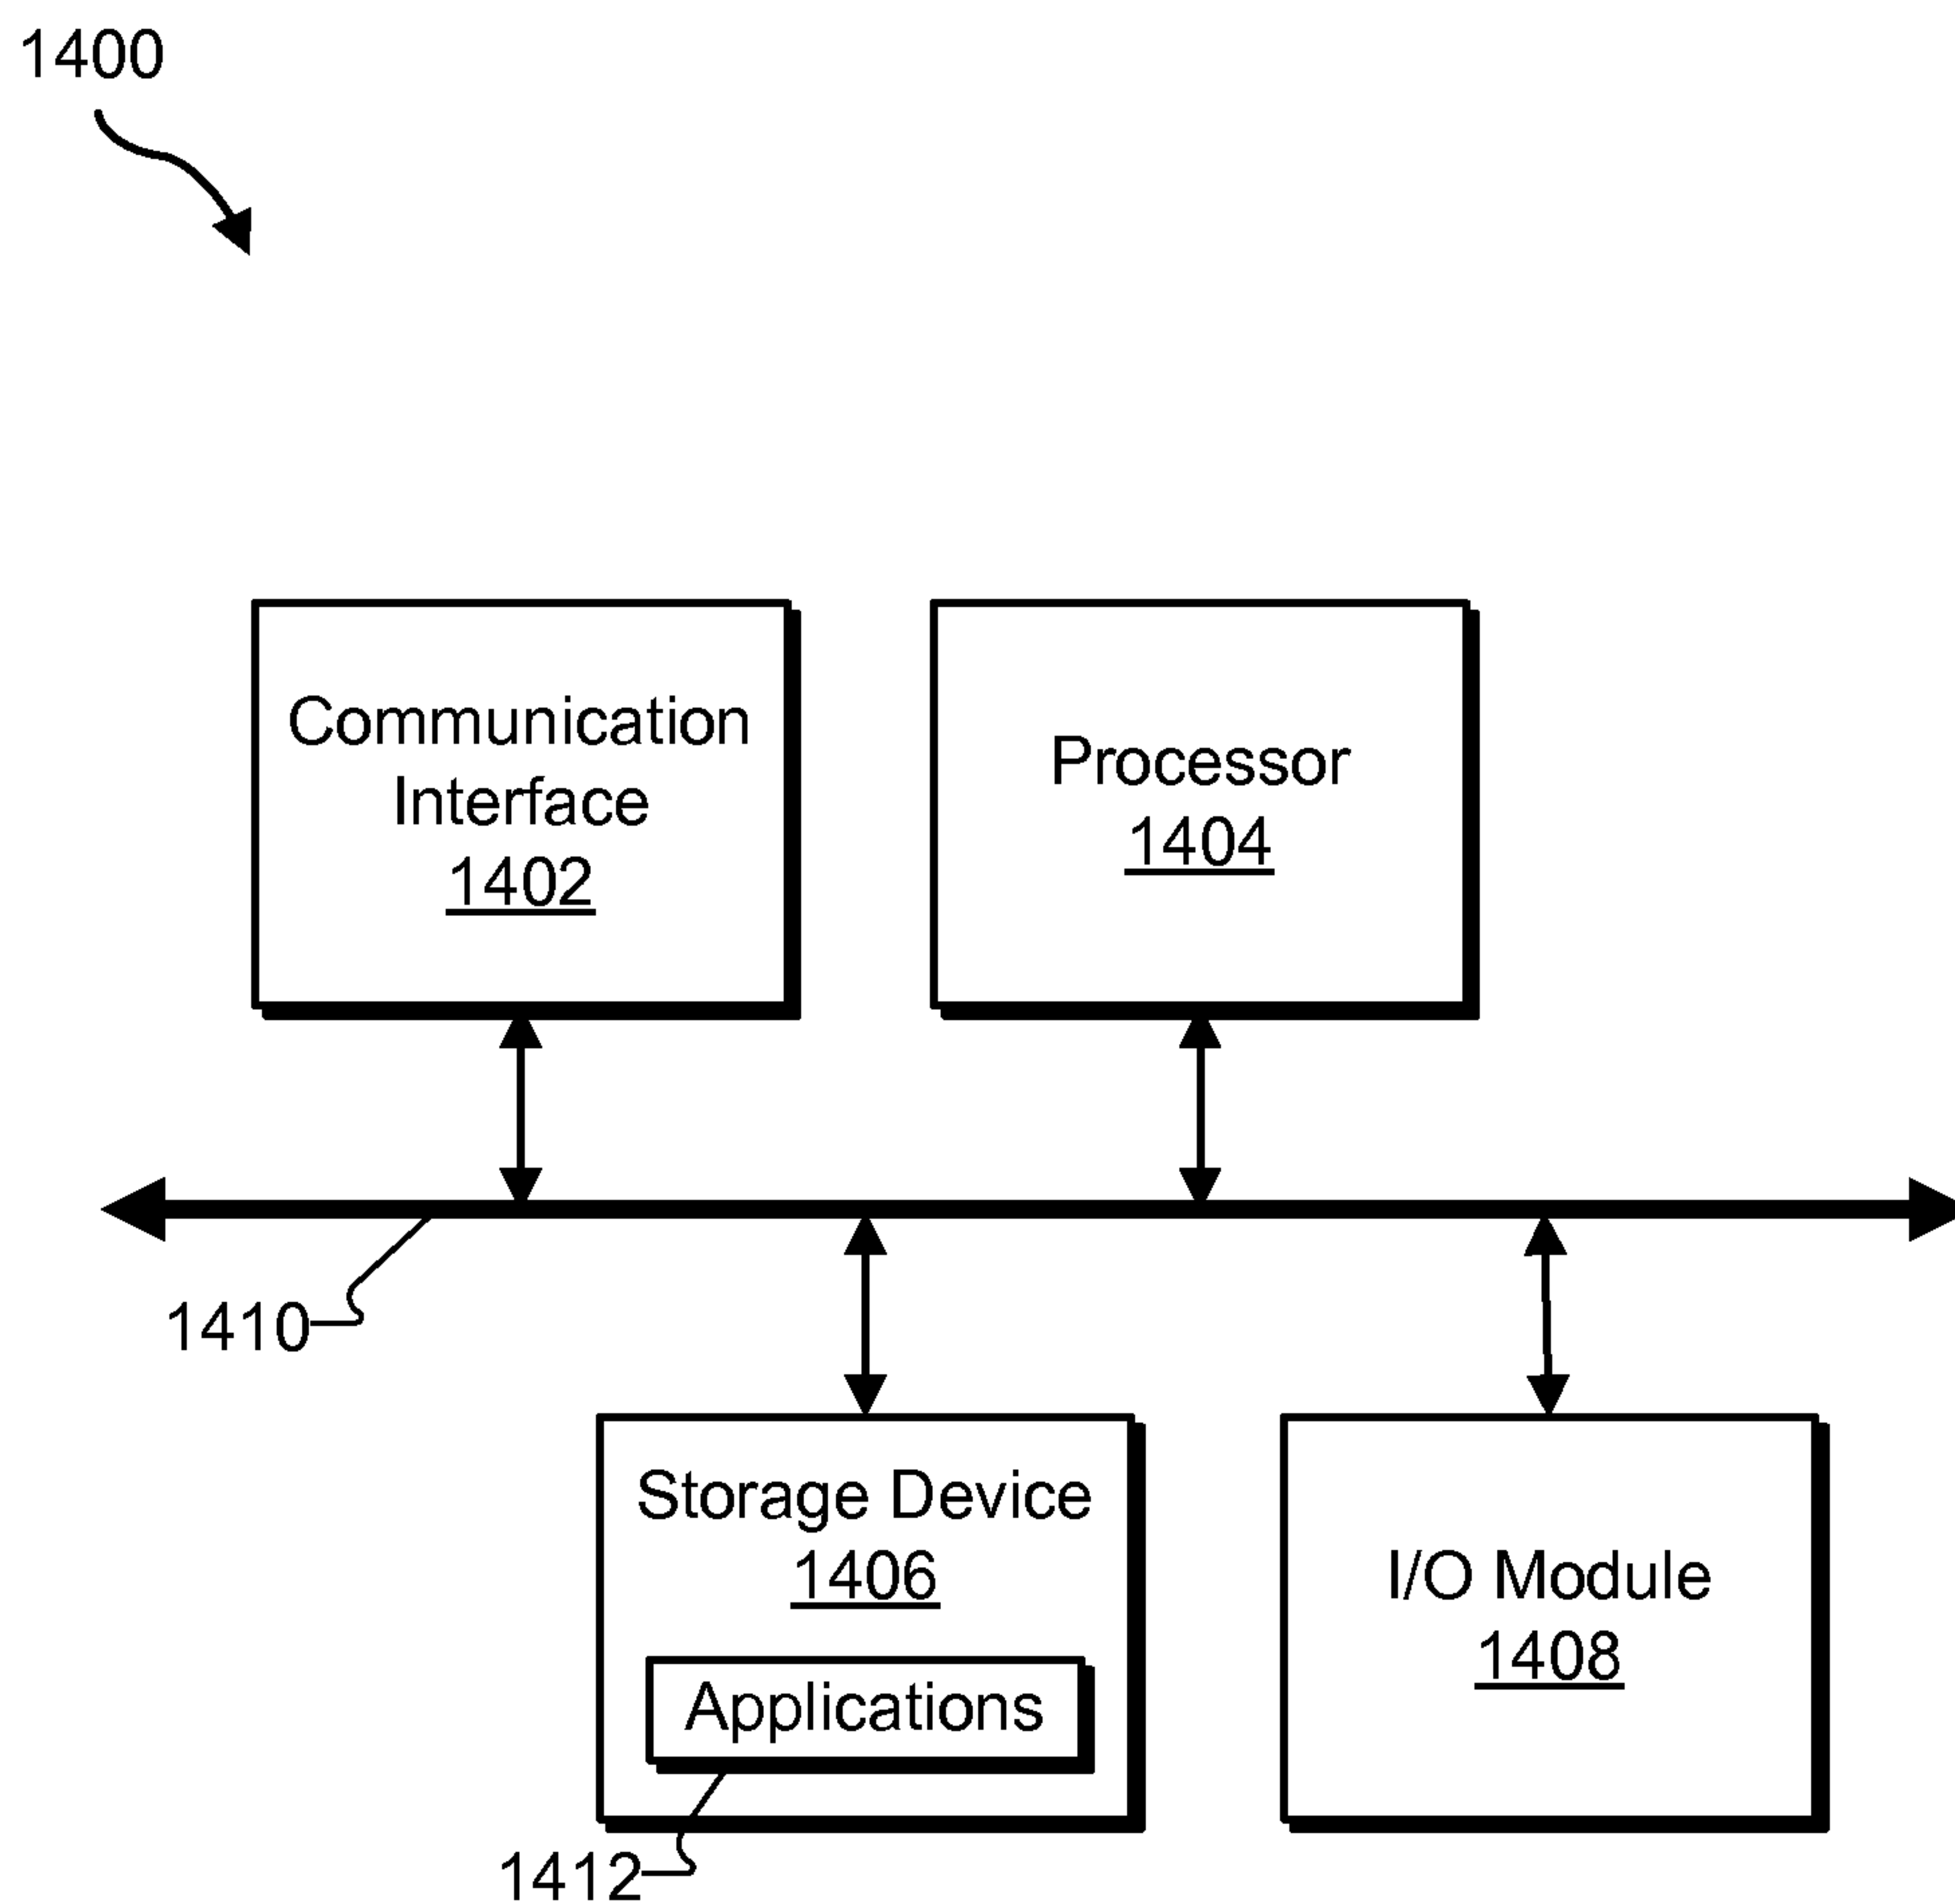 1400
Communication
Interface
1402
Processor
1404
1410
Storage Device
1406
Applications
1412
I/O Module
1408